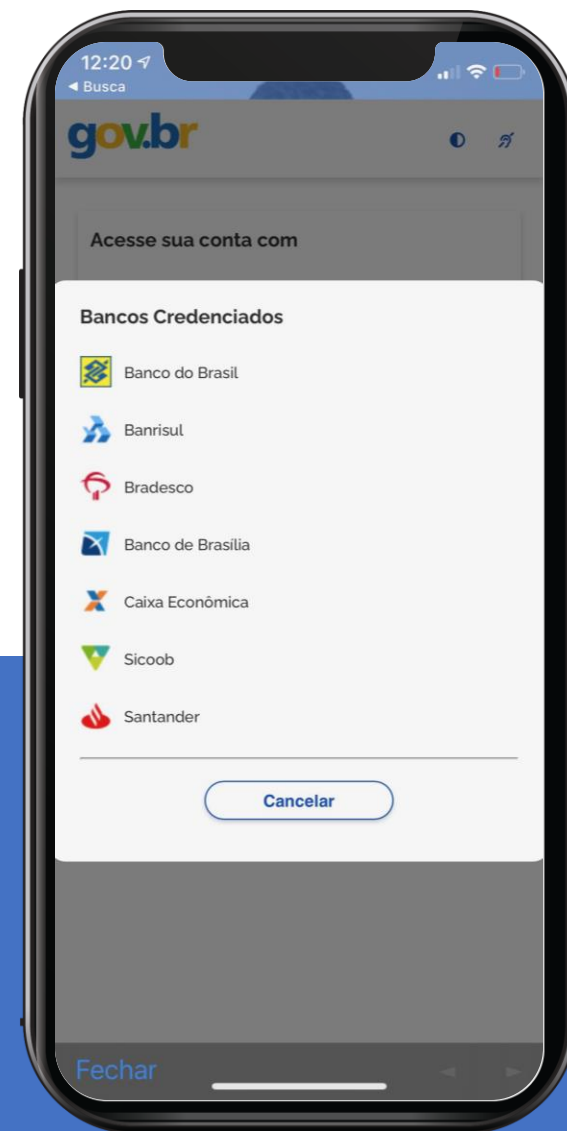 12:20
◄ Busca
gov.br
Acesse sua conta com
Bancos Credenciados
Banco do Brasil
Banrisul
Bradesco
Banco de Brasília
Caixa Econômica
Sicoob
Santander
Cancelar
Fechar